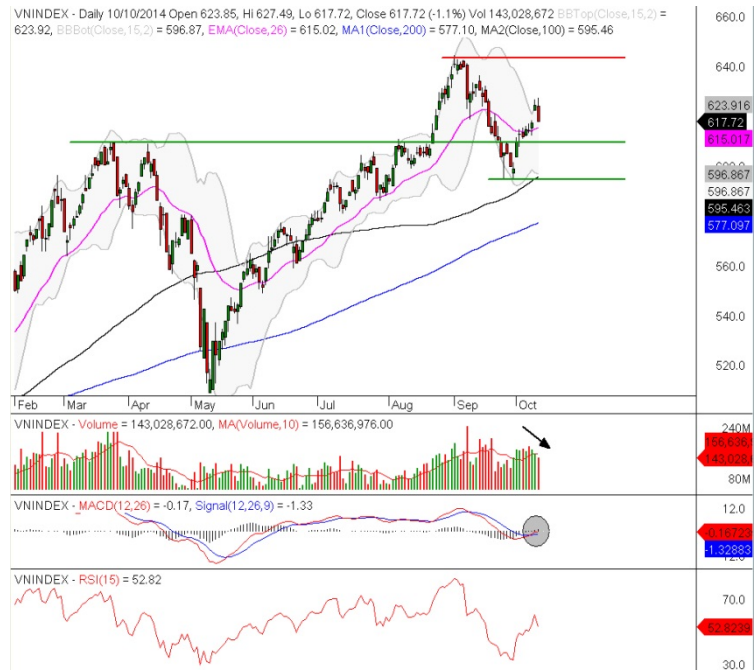 VNINDEX - Daily 10/10/2014 Open 623.85, Hi 627.49, Lo 617.72, Close 617.72 (-1.1%) Vol 143,028,672 BBTop(Close,15,2) =
623.92, BBBot(Close,15,2) = 596.87, EMA(Close,26) = 615.02, MA1(Close,200) = 577.10, MA2(Close,100) = 595.46
660.0
640.0
623.916
617.72
615.017
596.867
596.867
595.463
577.097
560.0
540.0
520.0
Feb Mar Apr May Jun Jul Aug Sep Oct
VNINDEX - Volume = 143,028,672.00, MA(Volume,10) = 156,636,976.00
240M
143,028
80M
VNINDEX - MACD(12,26) = -0.17, Signal(12,26,9) = -1.33
12.0
-0.16723
-1.32883
VNINDEX - RSI(15) = 52.82
70.0
52.8239
30.0